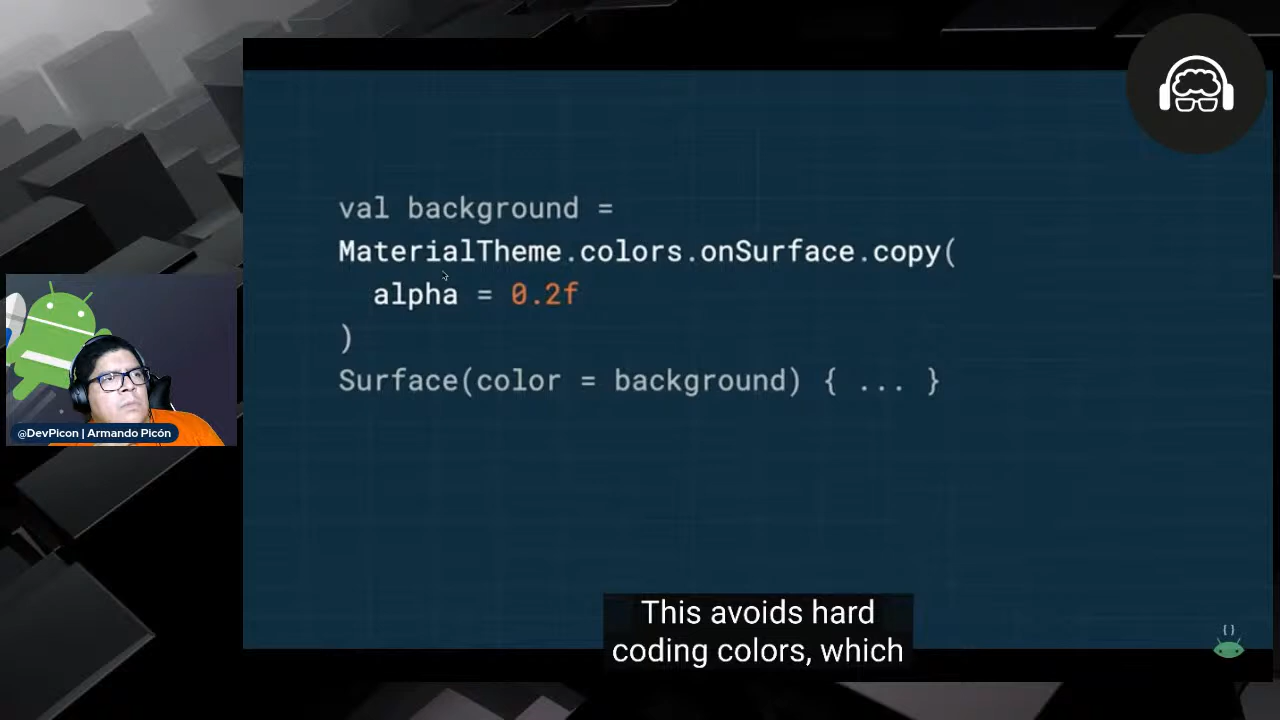 val background =
MaterialTheme.colors.onSurface.copy(
alpha = 0.2f
)
Surface(color = background) { ... }
@DevPicon | Armando Picón
This avoids hard
coding colors, which
{ }